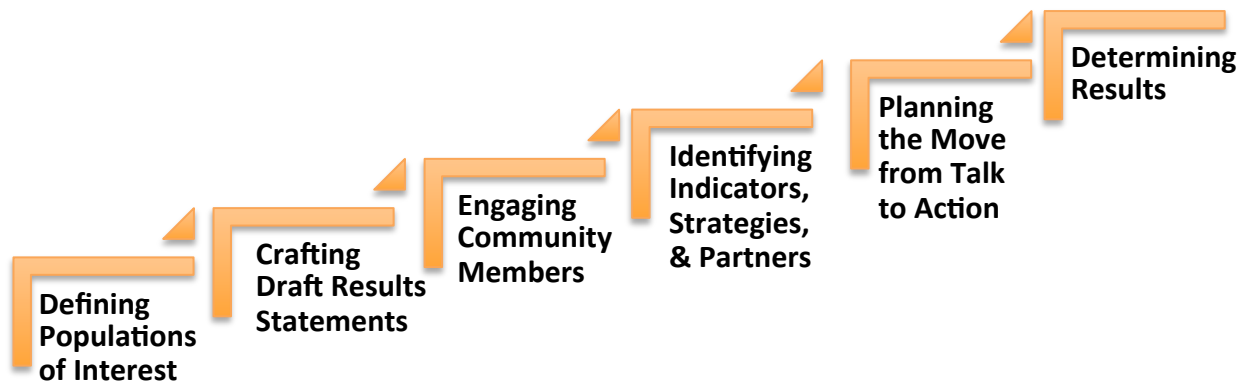 Defining
Populations
of Interest
Crafting
Draft Results
Statements
Engaging
Community
Members
Identifying
Indicators,
Strategies,
& Partners
Planning
the Move
from Talk
to Action
Determining
Results